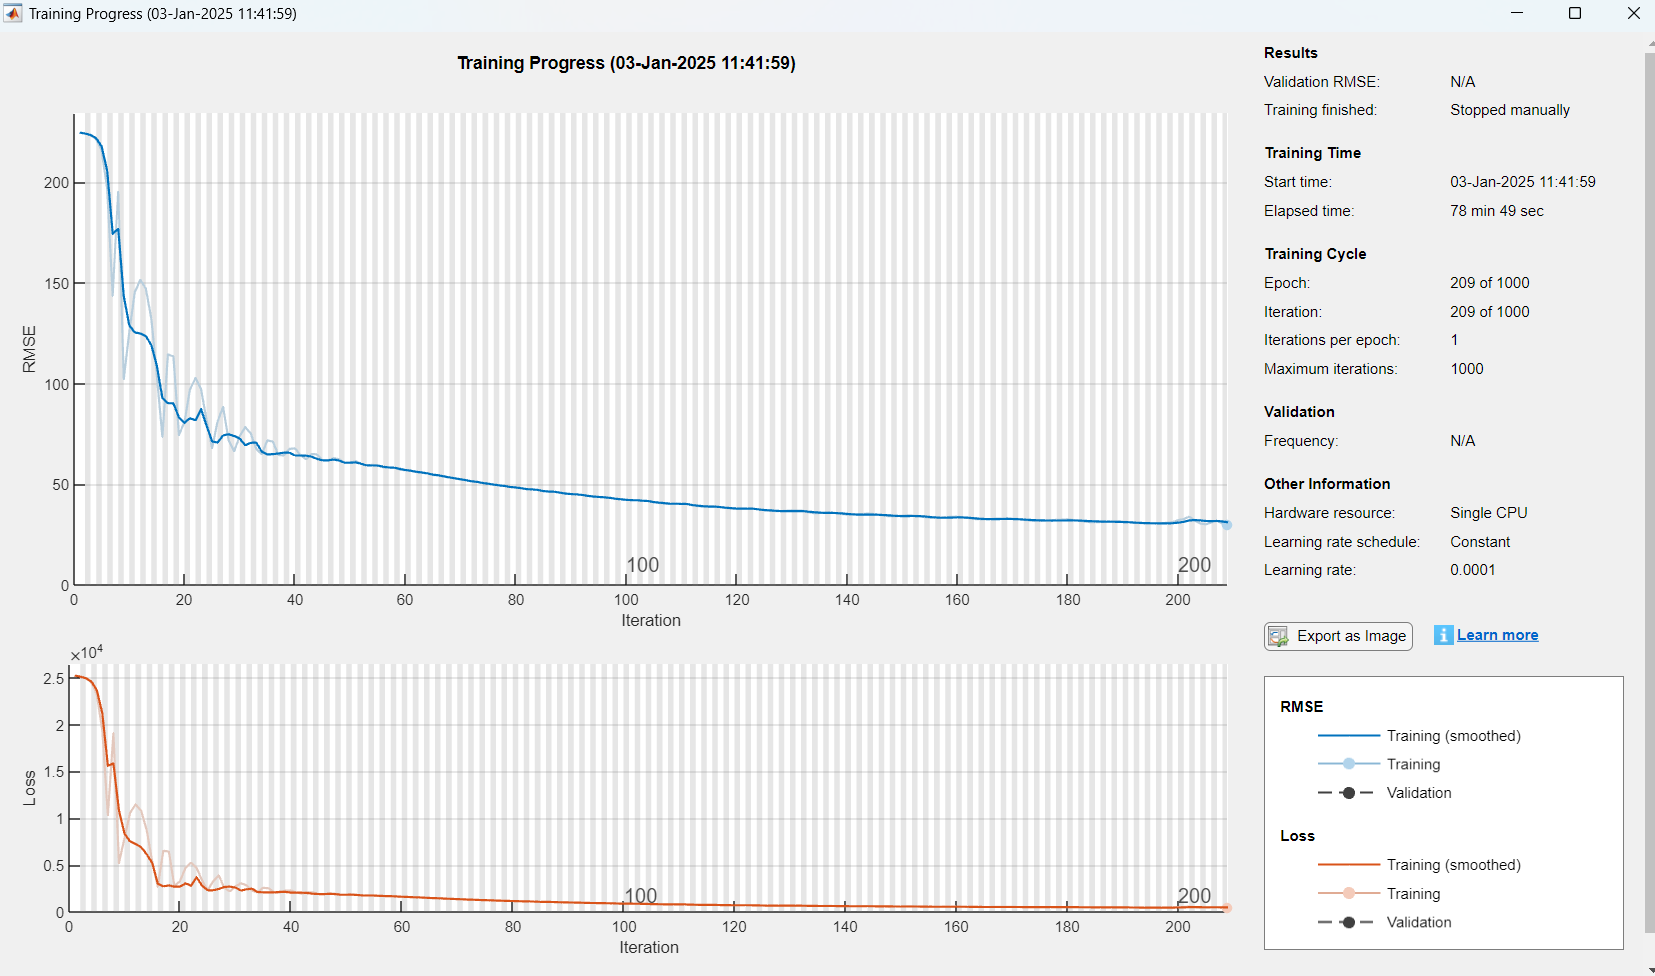 Training Progress (03-Jan-2025 11:41:59)
Training Progress (03-Jan-2025 11:41:59)
RMSE
200
150
100
50
0
100
200
0 20 40 60 80 100 120 140 160 180 200
Iteration
×10⁴
Loss
2.5
2
1.5
1
0.5
0
100
200
0 20 40 60 80 100 120 140 160 180 200
Iteration
Results
Validation RMSE: N/A
Training finished: Stopped manually
Training Time
Start time: 03-Jan-2025 11:41:59
Elapsed time: 78 min 49 sec
Training Cycle
Epoch: 209 of 1000
Iteration: 209 of 1000
Iterations per epoch: 1
Maximum iterations: 1000
Validation
Frequency: N/A
Other Information
Hardware resource: Single CPU
Learning rate schedule: Constant
Learning rate: 0.0001
Export as Image
i Learn more
RMSE
Training (smoothed)
Training
Validation
Loss
Training (smoothed)
Training
Validation